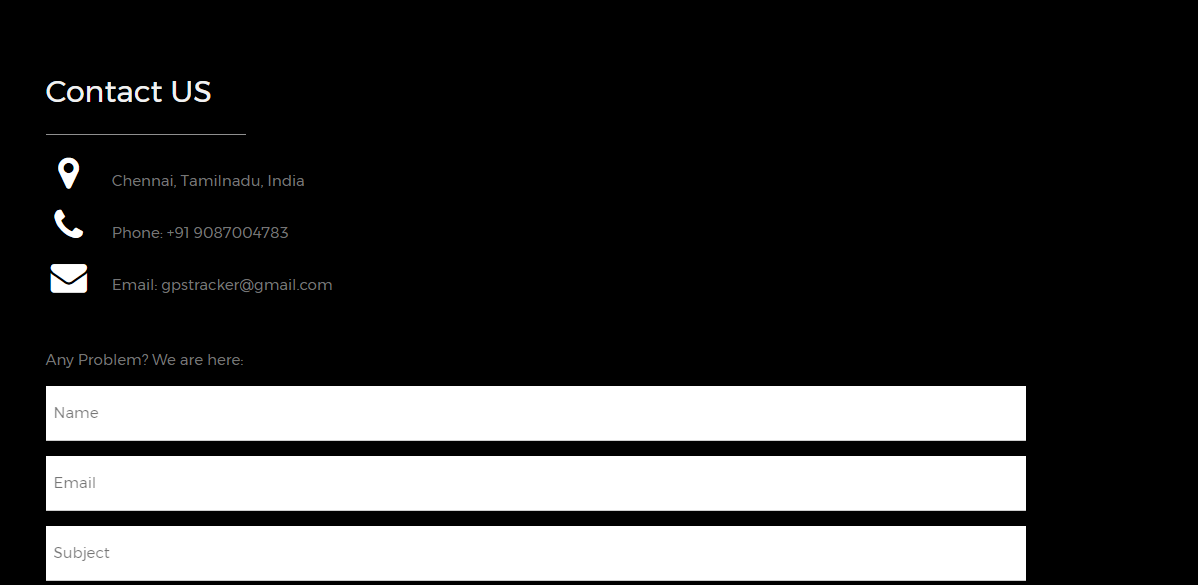 Contact US
Chennai, Tamilnadu, India
Phone: +91 9087004783
Email: gpstracker@gmail.com
Any Problem? We are here:
Name
Email
Subject